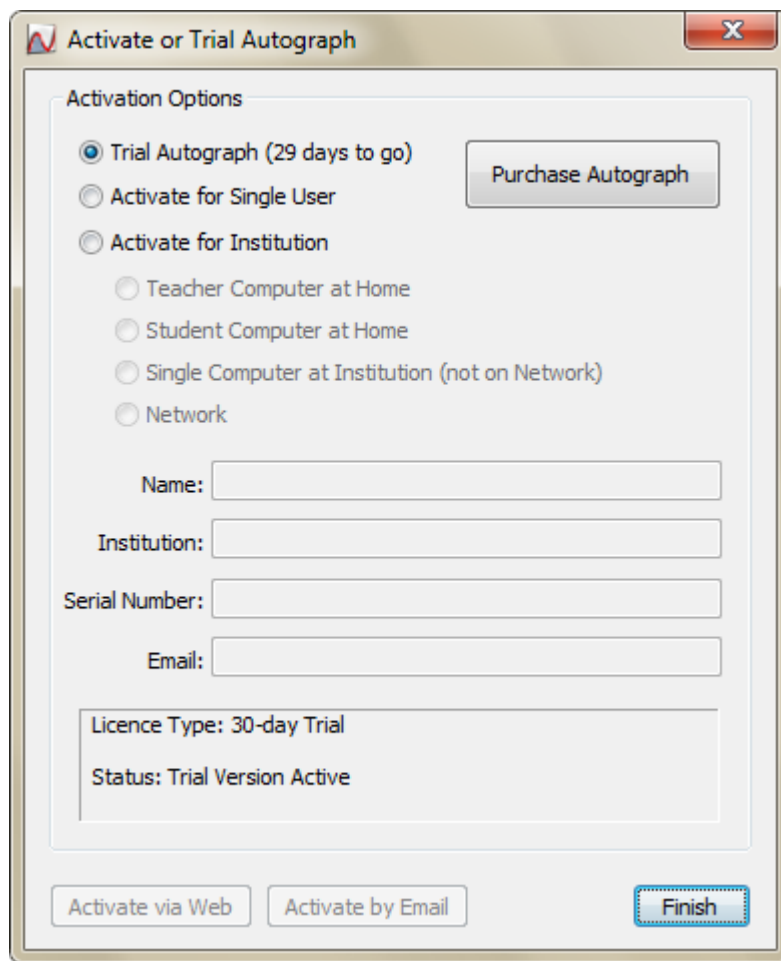 Activate or Trial Autograph
Activation Options
Trial Autograph (29 days to go)
Purchase Autograph
Activate for Single User
Activate for Institution
Teacher Computer at Home
Student Computer at Home
Single Computer at Institution (not on Network)
Network
Name:
Institution:
Serial Number:
Email:
Licence Type: 30-day Trial
Status: Trial Version Active
Activate via Web Activate by Email Finish